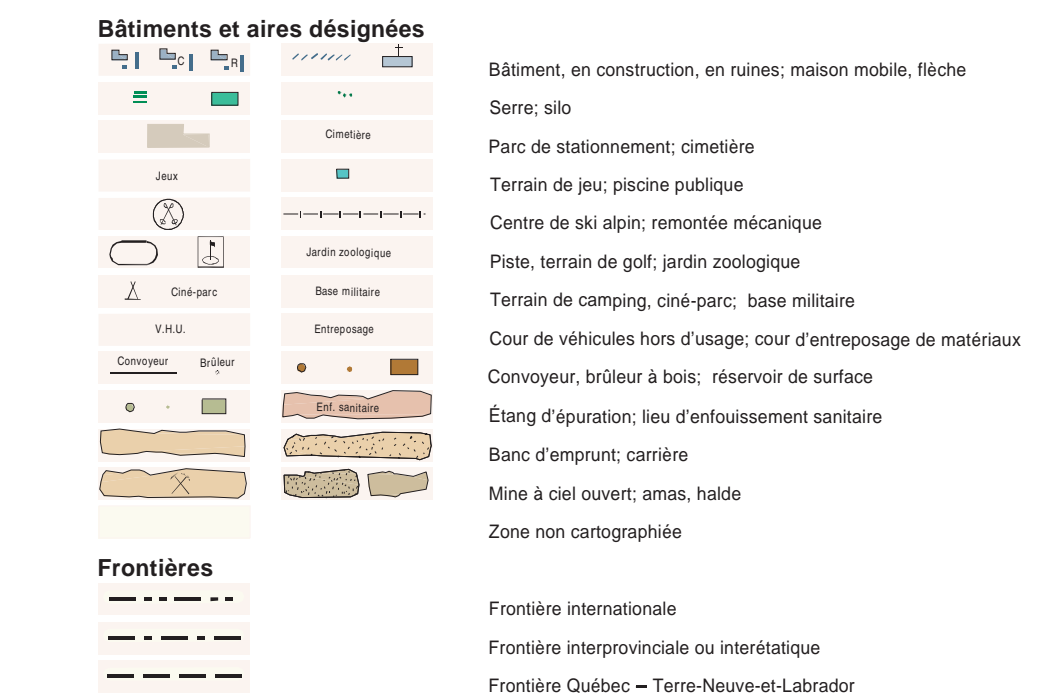 Bâtiments et aires désignées
C R Bâtiment, en construction, en ruines; maison mobile, flèche
Serre; silo
Cimetière Parc de stationnement; cimetière
Jeux Terrain de jeu; piscine publique
Centre de ski alpin; remontée mécanique
Jardin zoologique Piste, terrain de golf; jardin zoologique
Ciné-parc Base militaire Terrain de camping, ciné-parc; base militaire
V.H.U. Entreposage Cour de véhicules hors d'usage; cour d'entreposage de matériaux
Convoyeur Brûleur Convoyeur, brûleur à bois; réservoir de surface
Enf. sanitaire Étang d'épuration; lieu d'enfouissement sanitaire
Banc d'emprunt; carrière
Mine à ciel ouvert; amas, halde
Zone non cartographiée
Frontières
Frontière internationale
Frontière interprovinciale ou interétatique
Frontière Québec – Terre-Neuve-et-Labrador